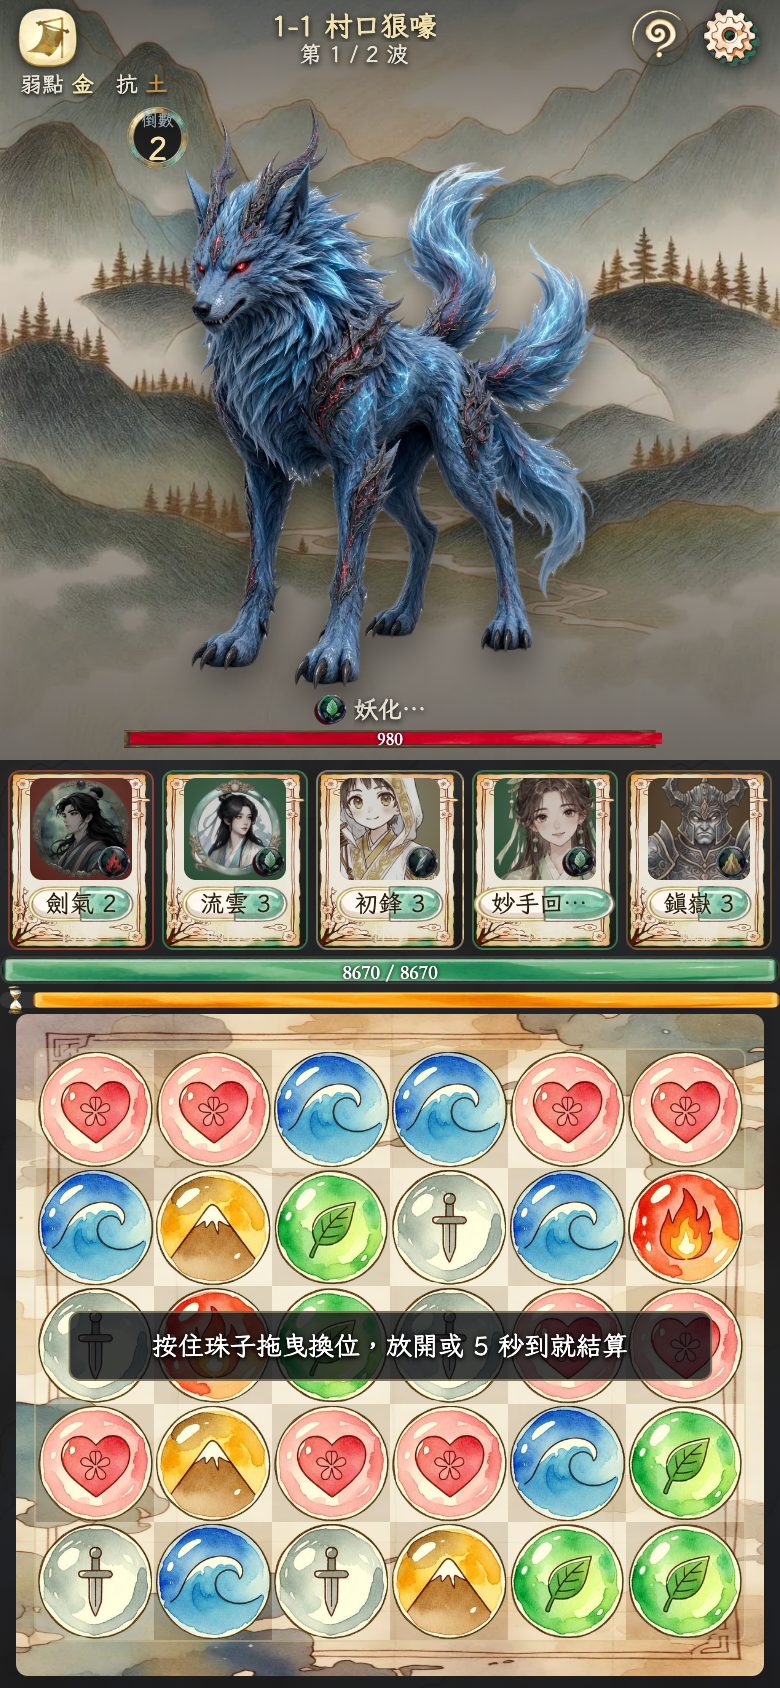 1-1 村口狼嚎
第 1 / 2 波
弱點 金 抗 土
倒數
2
妖化…
980
劍氣 2
流雲 3
初鋒 3
妙手回…
鎮嶽 3
8670 / 8670
按住珠子拖曳換位，放開或 5 秒到就結算